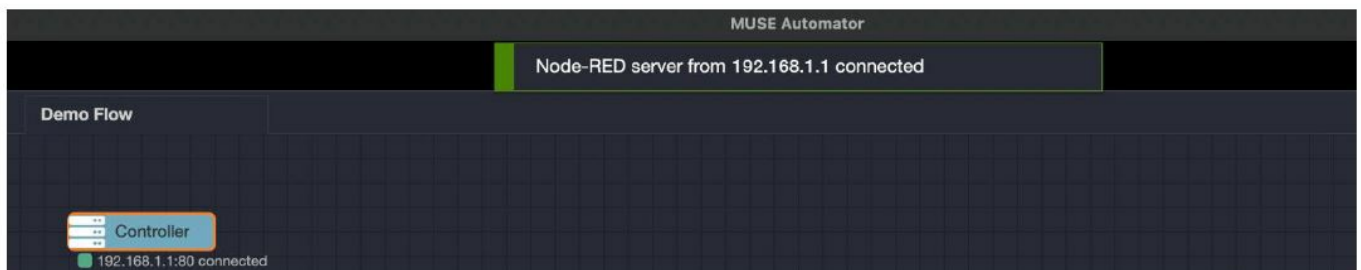 MUSE Automator
Node-RED server from 192.168.1.1 connected
Demo Flow
Controller
192.168.1.1:80 connected